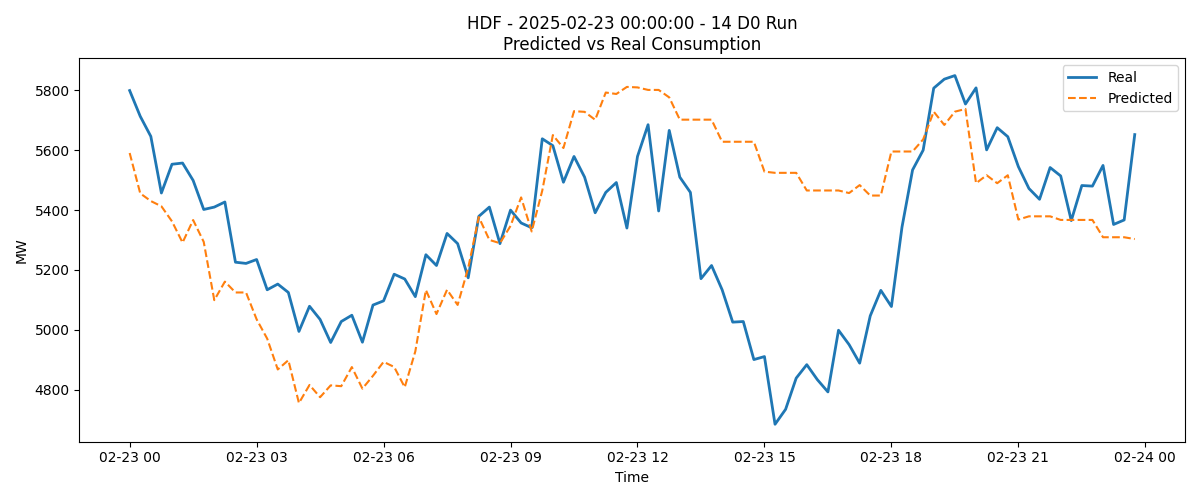 HDF - 2025-02-23 00:00:00 - 14 D0 Run
Predicted vs Real Consumption
Real
Predicted
MW
5800
5600
5400
5200
5000
4800
02-23 00
02-23 03
02-23 06
02-23 09
02-23 12
02-23 15
02-23 18
02-23 21
02-24 00
Time